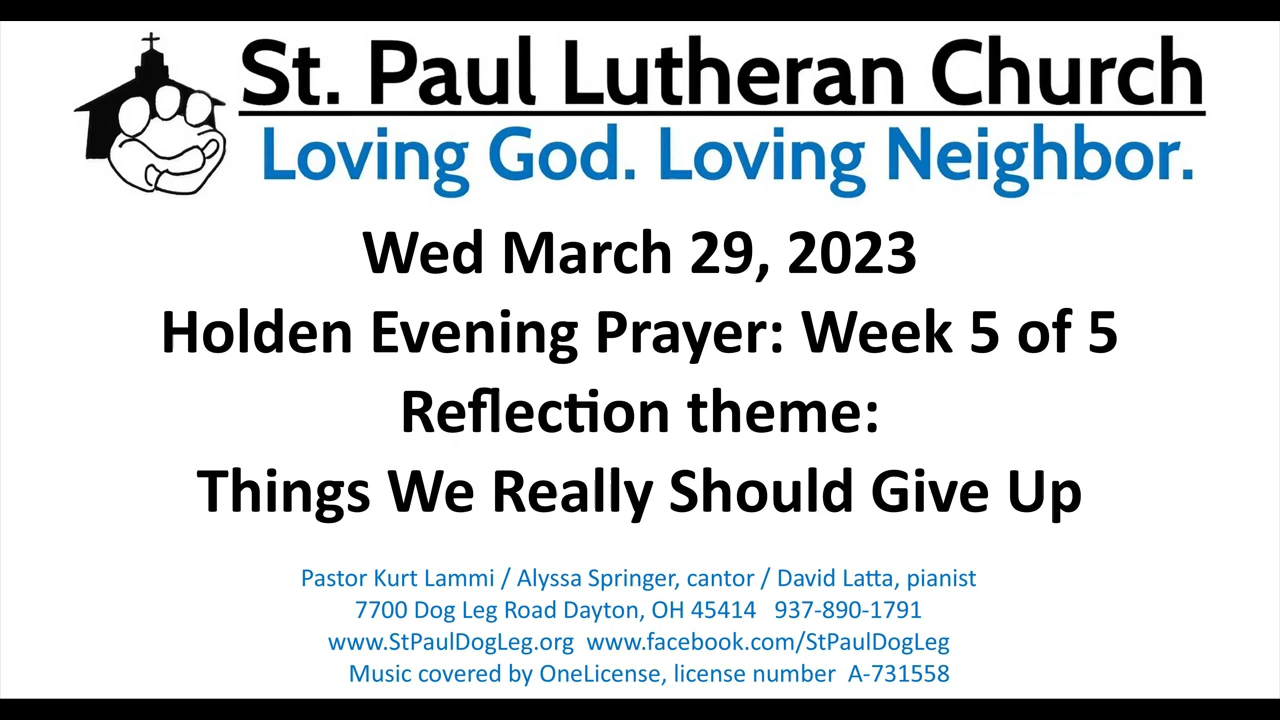 St. Paul Lutheran Church
Loving God. Loving Neighbor.
Wed March 29, 2023
Holden Evening Prayer: Week 5 of 5
Reflection theme:
Things We Really Should Give Up
Pastor Kurt Lammi / Alyssa Springer, cantor / David Latta, pianist
7700 Dog Leg Road Dayton, OH 45414   937-890-1791
www.StPaulDogLeg.org  www.facebook.com/StPaulDogLeg
Music covered by OneLicense, license number  A-731558